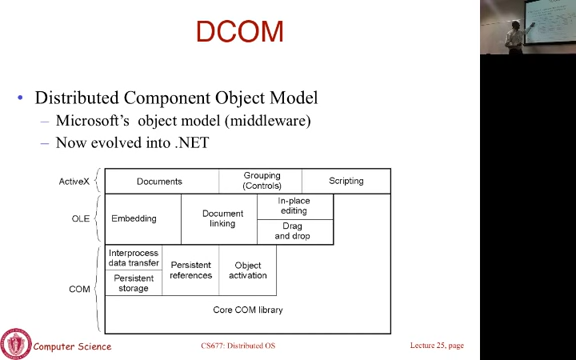 DCOM
• Distributed Component Object Model
– Microsoft's object model (middleware)
– Now evolved into .NET
ActiveX
Documents
Grouping
(Controls)
Scripting
OLE
Embedding
Document
linking
In-place
editing
Drag
and drop
COM
Interprocess
data transfer
Persistent
storage
Persistent
references
Object
activation
Core COM library
Computer Science
CS677: Distributed OS
Lecture 25, page